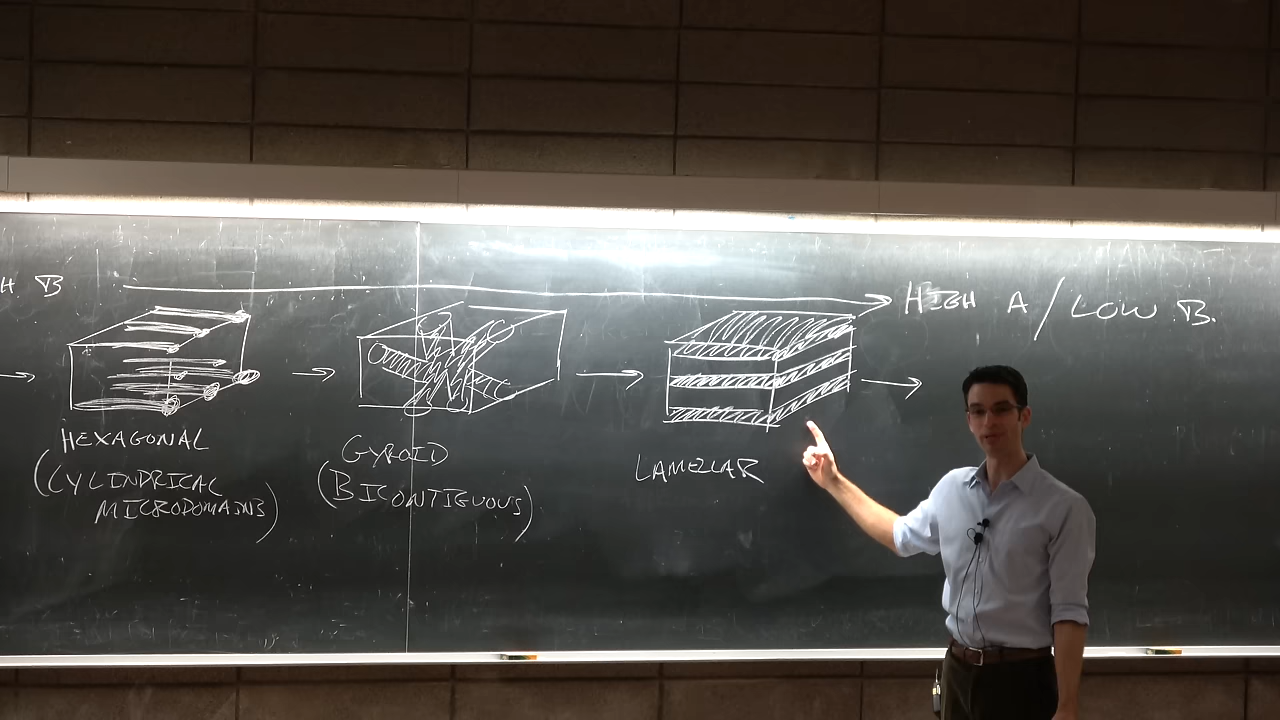 H B
HIGH A / LOW B.
HEXAGONAL
(CYLINDRICAL
MICRODOMAINS)
GYROID
(BICONTIGUOUS)
LAMELLAR